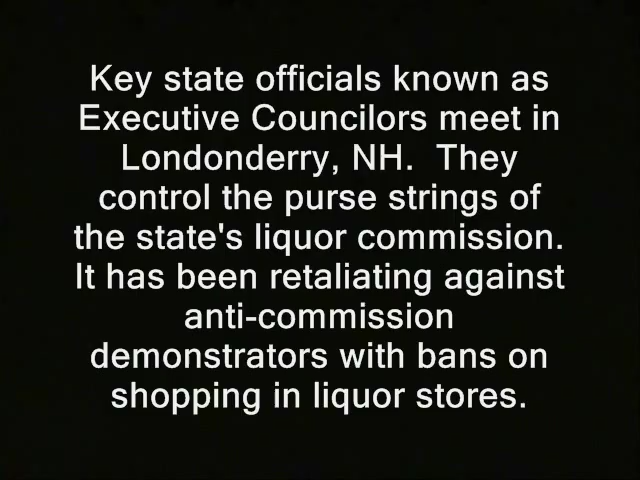 Key state officials known as
Executive Councilors meet in
Londonderry, NH.  They
control the purse strings of
the state's liquor commission.
It has been retaliating against
anti-commission
demonstrators with bans on
shopping in liquor stores.